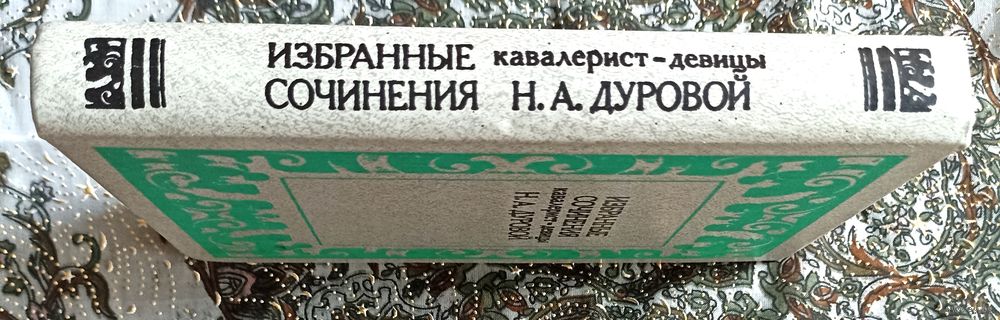 ИЗБРАННЫЕ кавалерист-девицы
СОЧИНЕНИЯ Н. А. ДУРОВОЙ
ИЗБРАННЫЕ
СОЧИНЕНИЯ
кавалерист-девицы
Н. А. ДУРОВОЙ